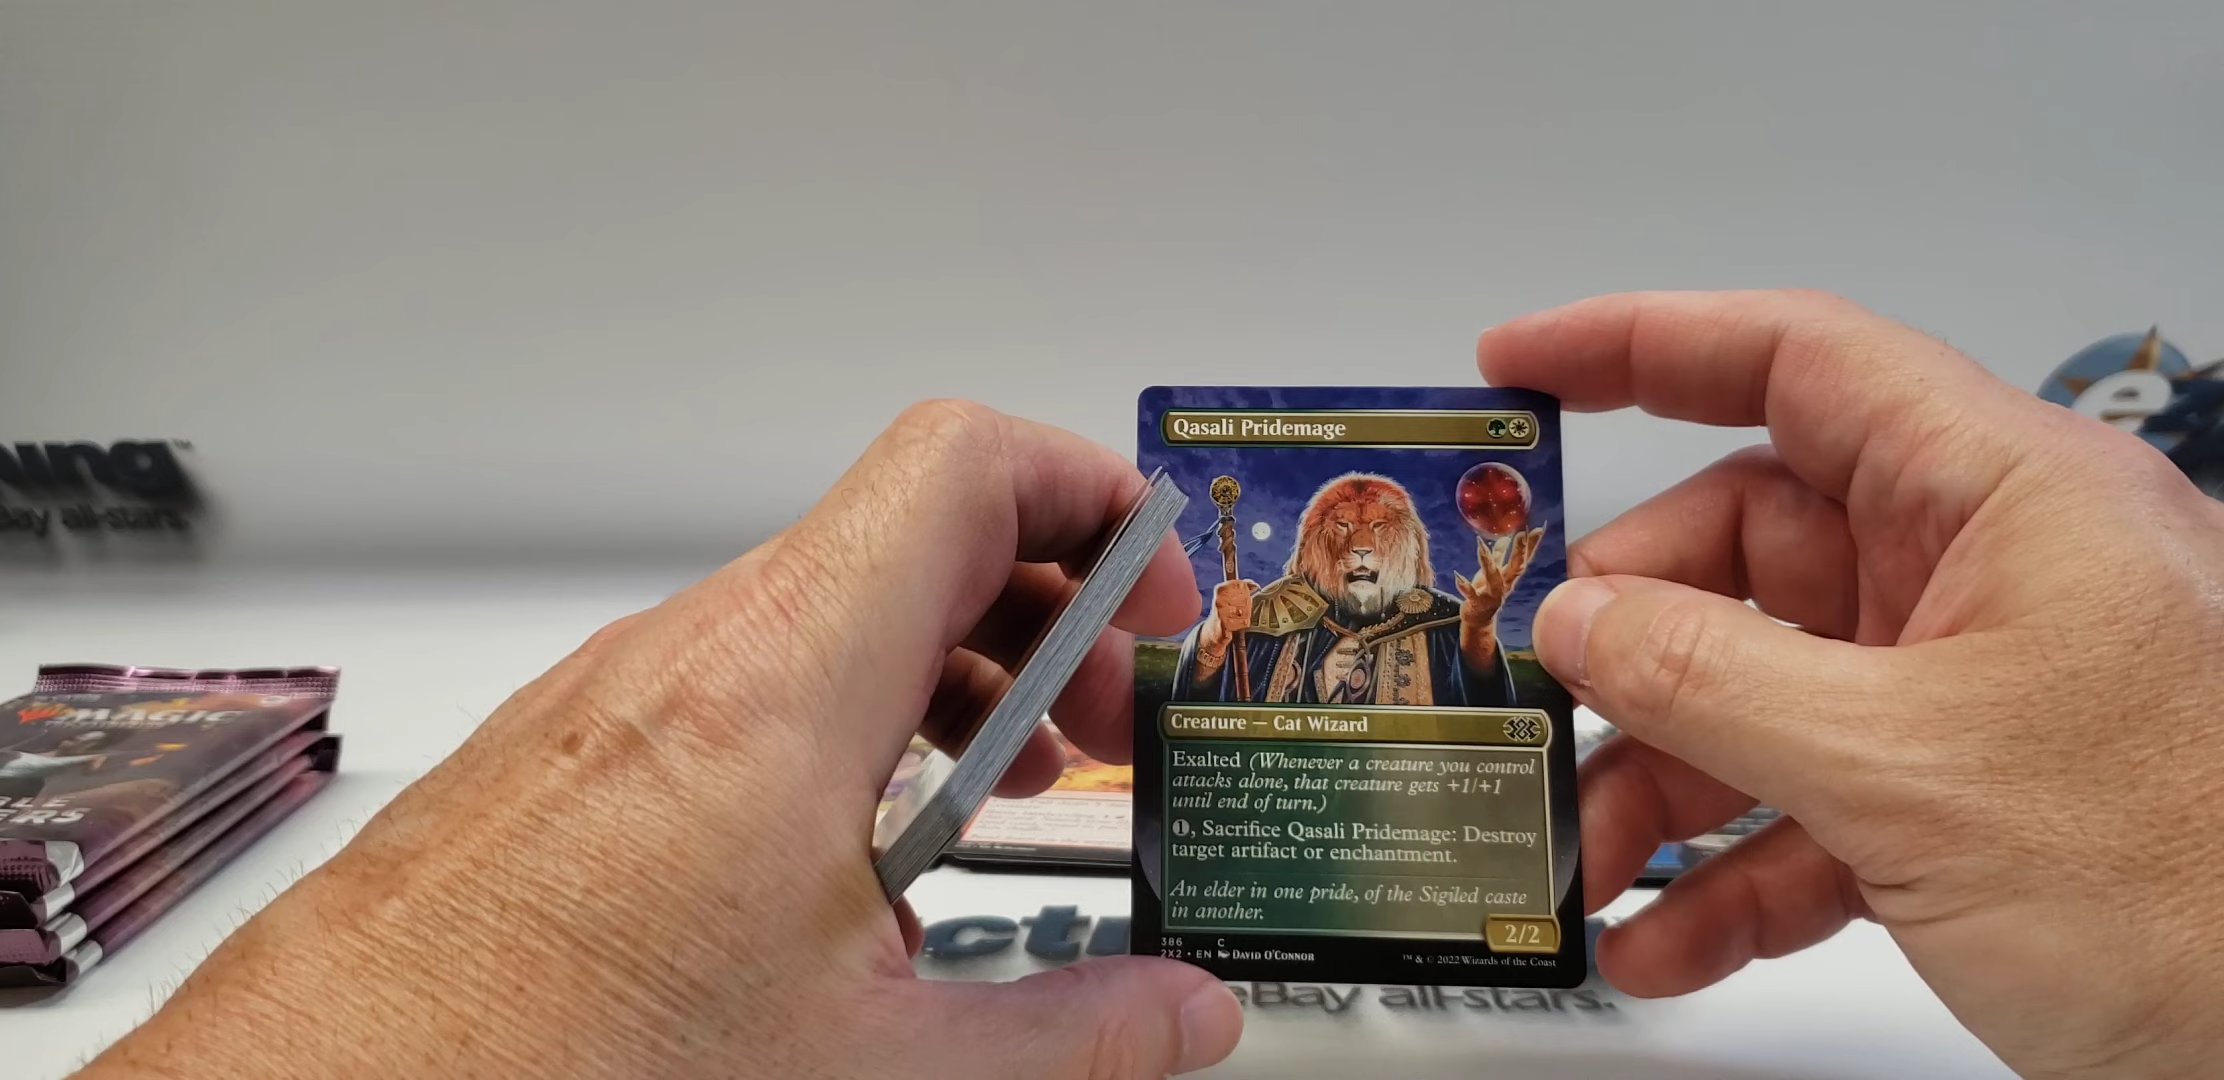 Qasali Pridemage
Creature — Cat Wizard
Exalted (Whenever a creature you control
attacks alone, that creature gets +1/+1
until end of turn.)
1, Sacrifice Qasali Pridemage: Destroy
target artifact or enchantment.
An elder in one pride, of the Sigiled caste
in another.
2/2
386 C
2X2 • EN DAVID O'CONNOR
™ & © 2022 Wizards of the Coast
MAGIC
eBay all-stars.